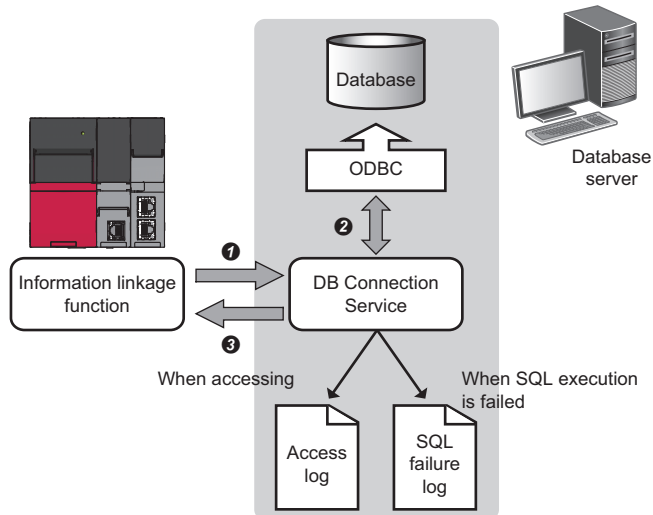 Database
Database
server
ODBC
❷
❶
Information linkage
function
DB Connection
Service
❸
When accessing
When SQL execution
is failed
Access
log
SQL
failure
log